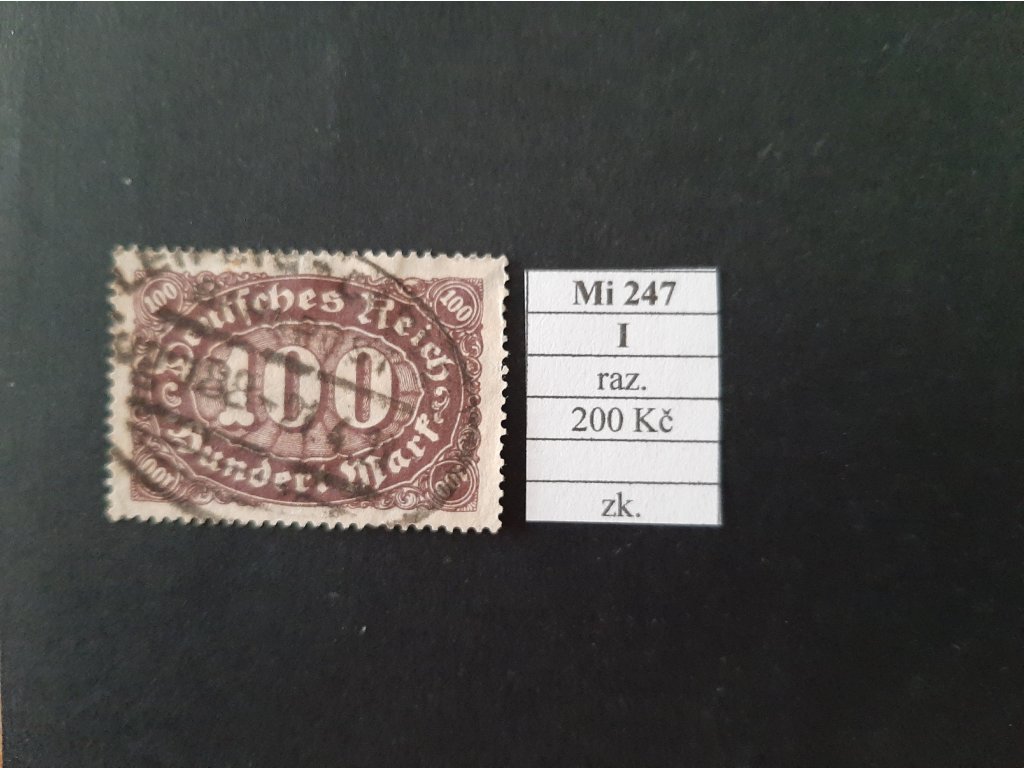 100 100
Deutsches Reich
100
Hundert Mark
100 100
Mi 247
I
raz.
200 Kč
zk.